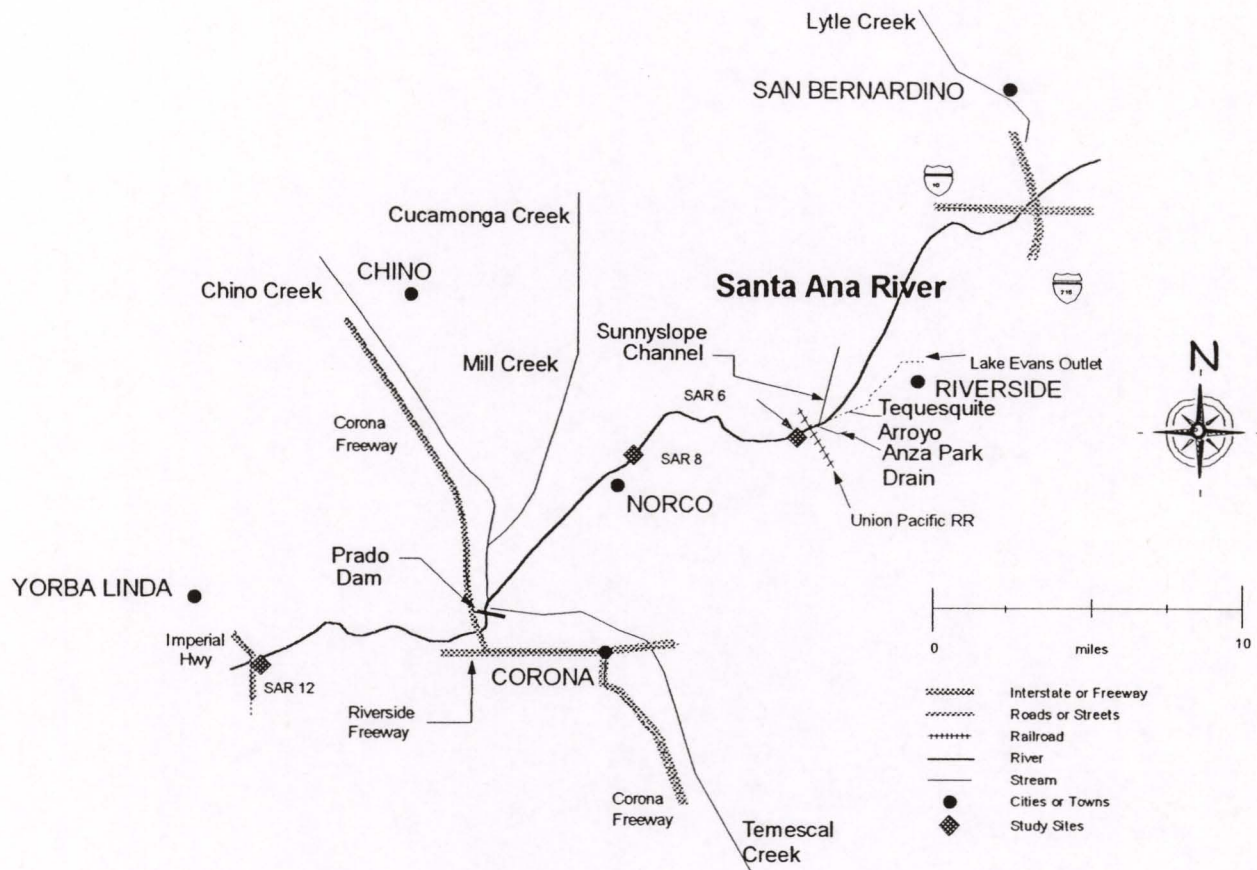 Lytle Creek
SAN BERNARDINO
10
Cucamonga Creek
CHINO
Chino Creek
Santa Ana River
Sunnyslope
Channel
Mill Creek
Lake Evans Outlet
N
RIVERSIDE
SAR 6
Tequesquite
Arroyo
Corona
Freeway
SAR 8
Anza Park
Drain
NORCO
Union Pacific RR
Prado
Dam
YORBA LINDA
Imperial
Hwy
0
miles
10
SAR 12
CORONA
Riverside
Freeway
Corona
Freeway
Temescal
Creek
Interstate or Freeway
Roads or Streets
Railroad
River
Stream
Cities or Towns
Study Sites